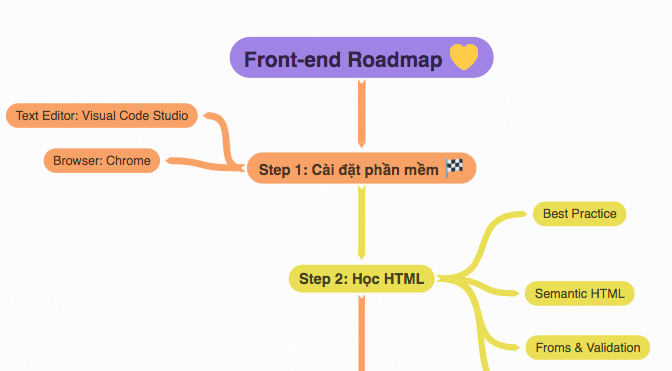 Front-end Roadmap 💛
Text Editor: Visual Code Studio
Browser: Chrome
Step 1: Cài đặt phần mềm 🏁
Best Practice
Step 2: Học HTML
Semantic HTML
Froms & Validation